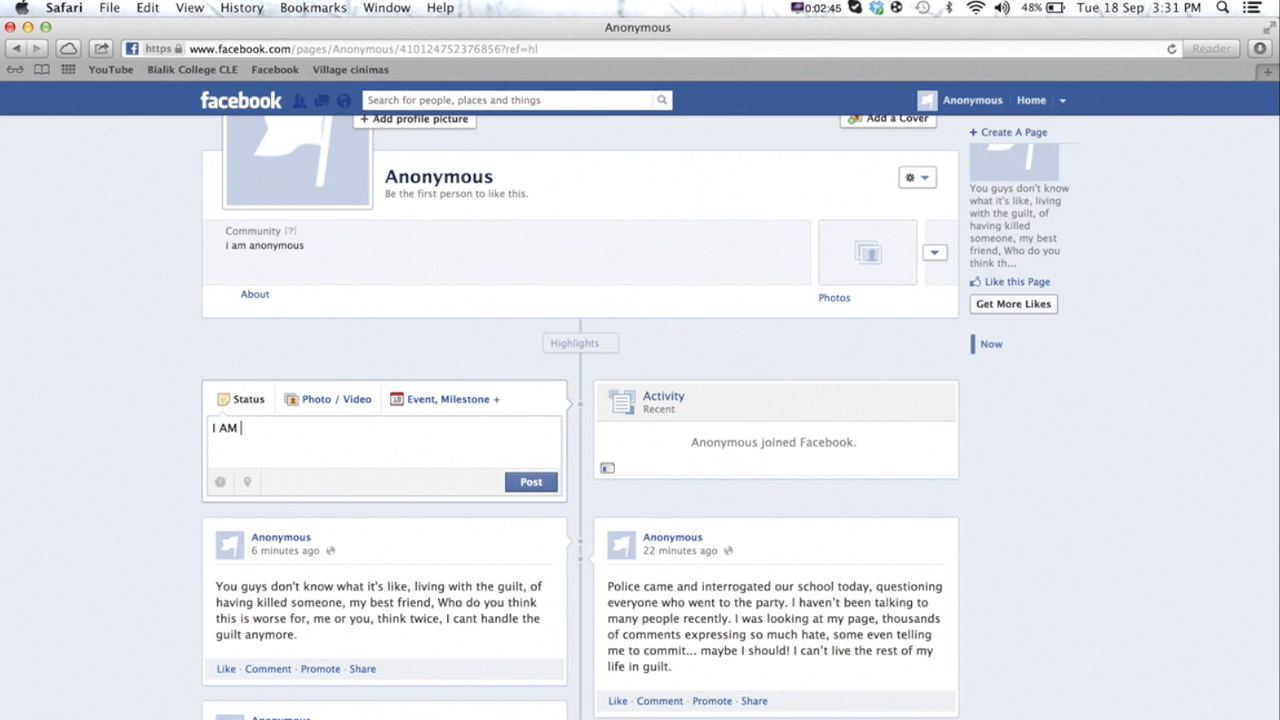 Safari File Edit View History Bookmarks Window Help 0:02:45 48% Tue 18 Sep 3:31 PM
Anonymous
https www.facebook.com/pages/Anonymous/410124752376856?ref=hl Reader
YouTube Bialik College CLE Facebook Village cinimas
facebook Search for people, places and things Anonymous Home
+ Add profile picture
Add a Cover
+ Create A Page
Anonymous
Be the first person to like this.
Community [?]
i am anonymous
About
Photos
You guys don't know
what it's like, living
with the guilt, of
having killed
someone, my best
friend, Who do you
think th...
Like this Page
Get More Likes
Now
Highlights
Status Photo / Video Event, Milestone +
I AM
Post
Activity
Recent
Anonymous joined Facebook.
Anonymous
6 minutes ago
You guys don't know what it's like, living with the guilt, of
having killed someone, my best friend, Who do you think
this is worse for, me or you, think twice, I cant handle the
guilt anymore.
Like · Comment · Promote · Share
Anonymous
22 minutes ago
Police came and interrogated our school today, questioning
everyone who went to the party. I haven't been talking to
many people recently. I was looking at my page, thousands
of comments expressing so much hate, some even telling
me to commit... maybe I should! I can't live the rest of my
life in guilt.
Like · Comment · Promote · Share
Anonymous